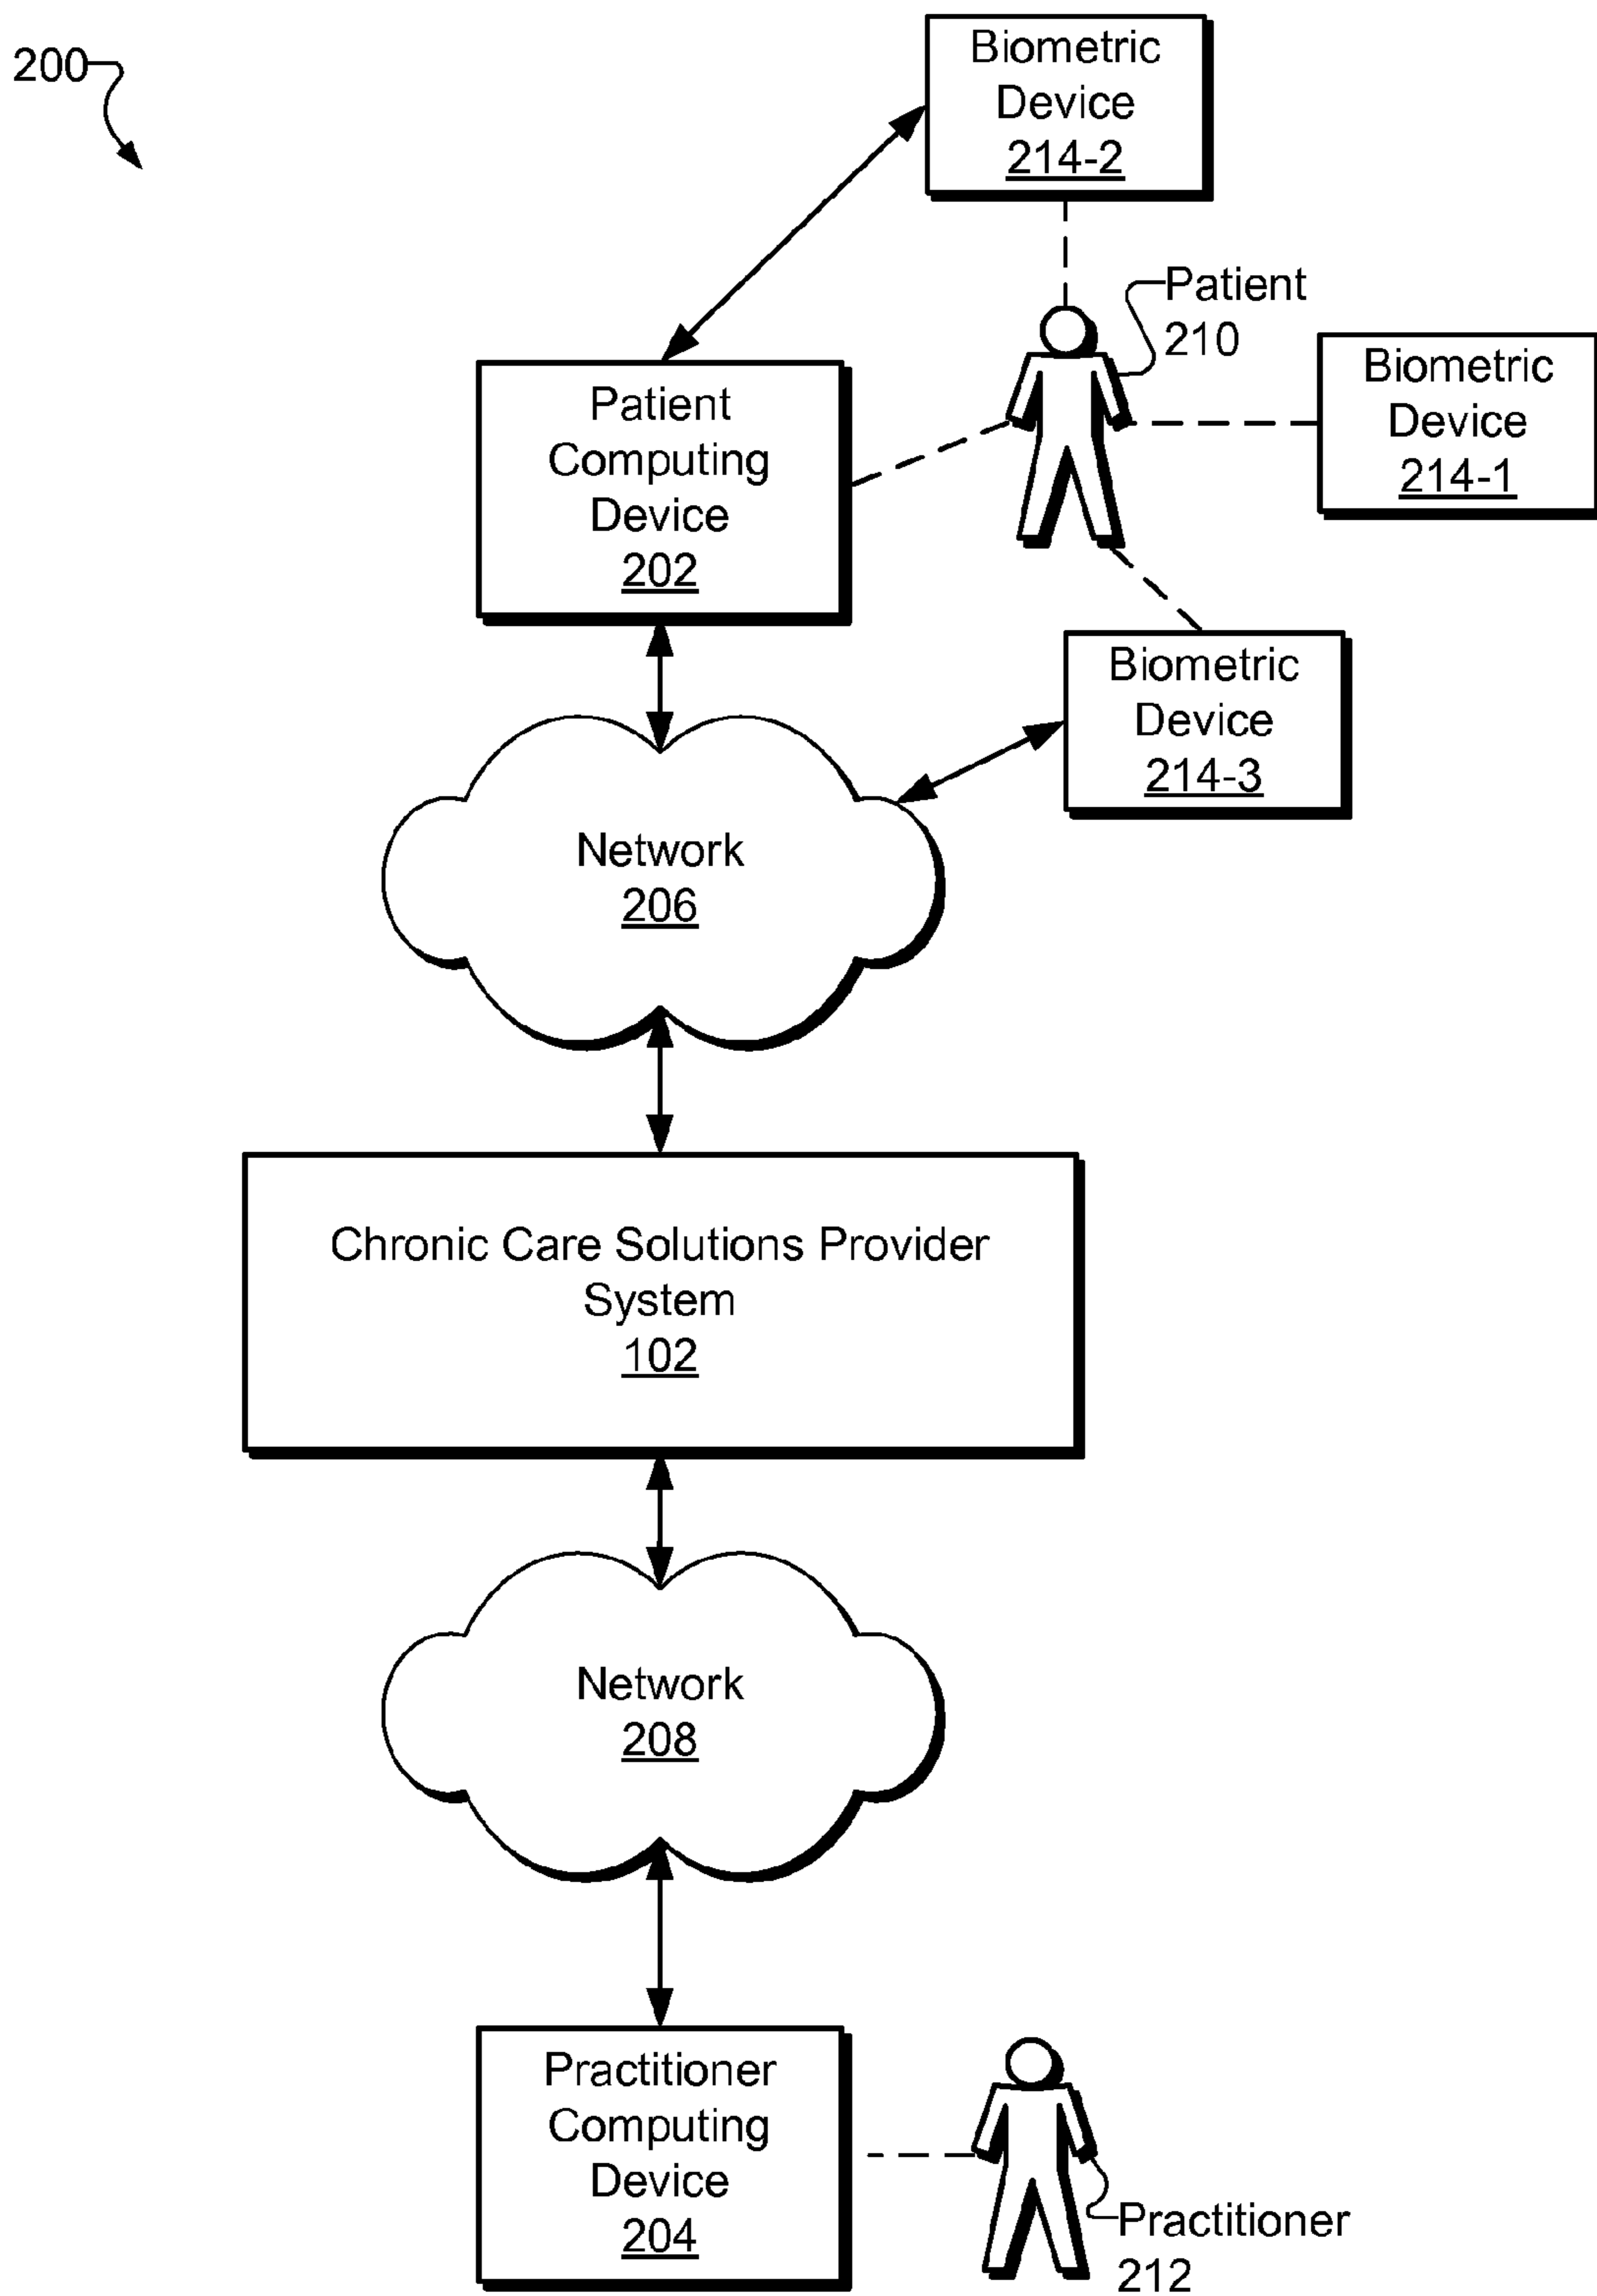 200
Biometric
Device
214-2
Patient
210
Biometric
Device
214-1
Patient
Computing
Device
202
Biometric
Device
214-3
Network
206
Chronic Care Solutions Provider
System
102
Network
208
Practitioner
Computing
Device
204
Practitioner
212